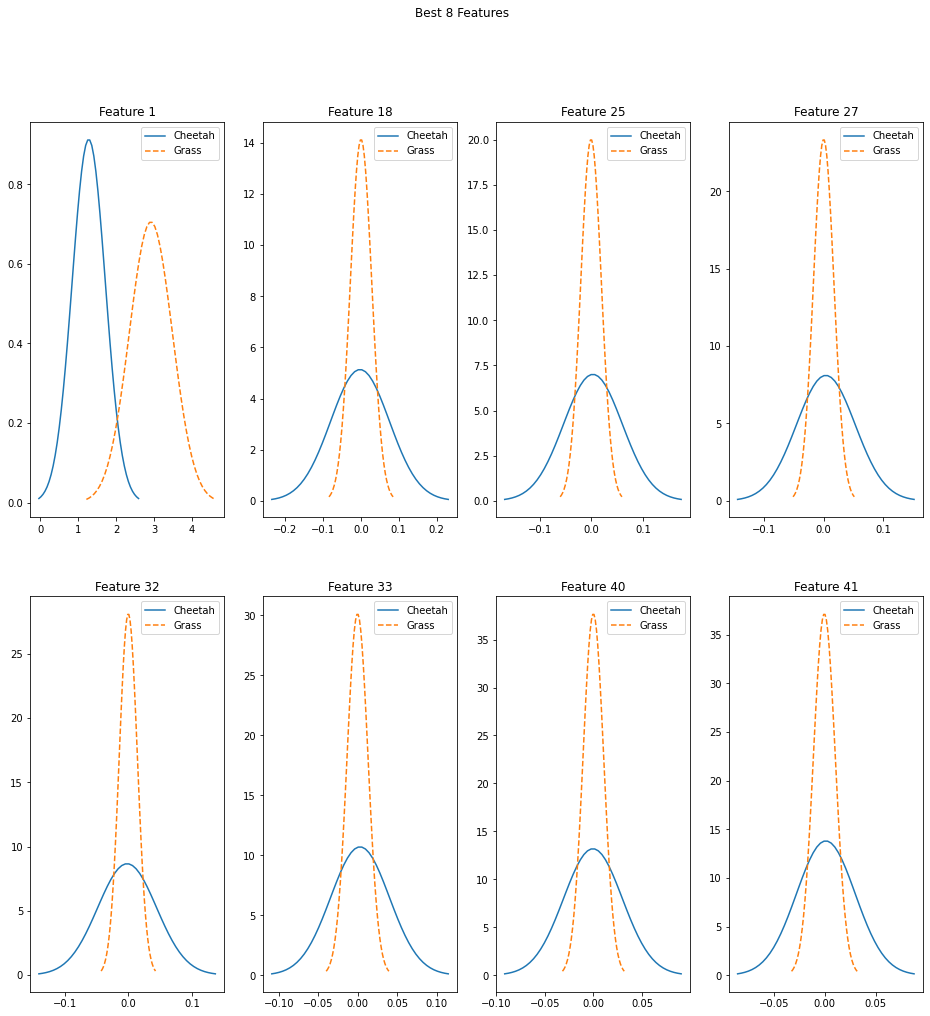 Best 8 Features
Feature 1
Cheetah
Grass
0.8
0.6
0.4
0.2
0.0
0 1 2 3 4
Feature 18
Cheetah
Grass
14
12
10
8
6
4
2
0
−0.2 −0.1 0.0 0.1 0.2
Feature 25
Cheetah
Grass
20.0
17.5
15.0
12.5
10.0
7.5
5.0
2.5
0.0
−0.1 0.0 0.1
Feature 27
Cheetah
Grass
20
15
10
5
0
−0.1 0.0 0.1
Feature 32
Cheetah
Grass
25
20
15
10
5
0
−0.1 0.0 0.1
Feature 33
Cheetah
Grass
30
25
20
15
10
5
0
−0.10 −0.05 0.00 0.05 0.10
Feature 40
Cheetah
Grass
35
30
25
20
15
10
5
0
−0.10 −0.05 0.00 0.05
Feature 41
Cheetah
Grass
35
30
25
20
15
10
5
0
−0.05 0.00 0.05